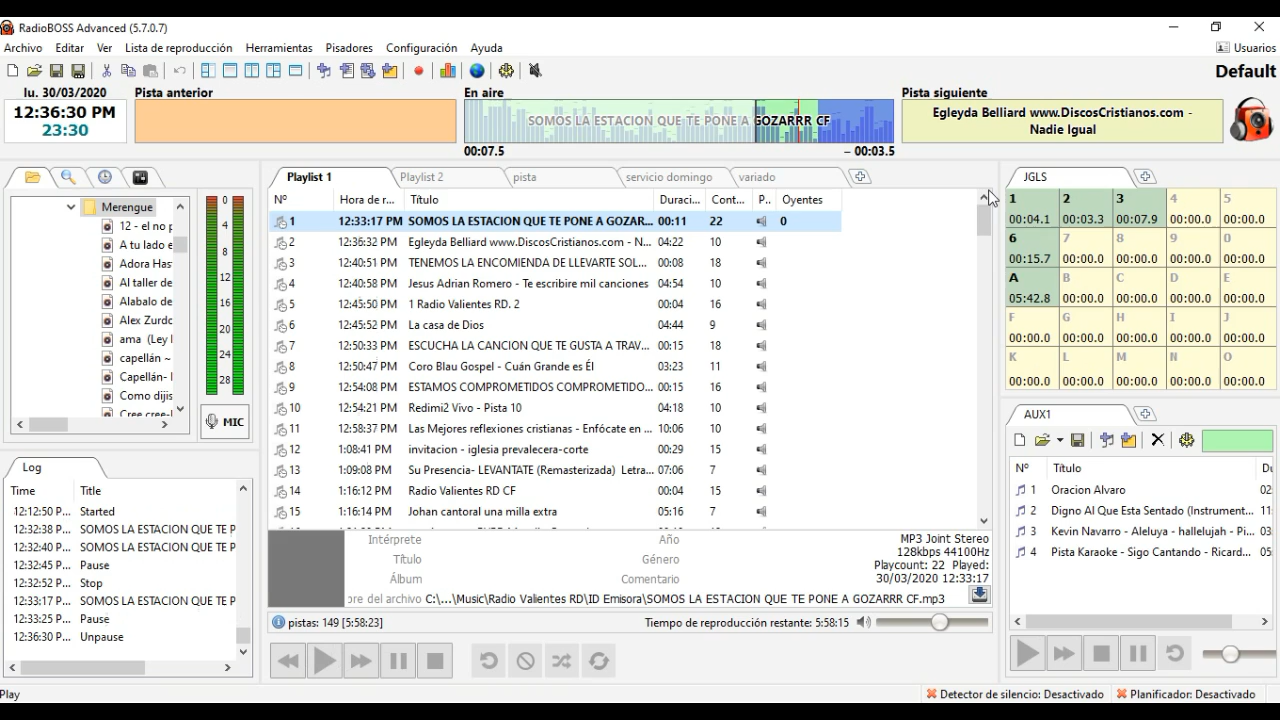 RadioBOSS Advanced (5.7.0.7)
Archivo Editar Ver Lista de reproducción Herramientas Pisadores Configuración Ayuda Usuarios
Default
lu. 30/03/2020 Pista anterior En aire Pista siguiente
12:36:30 PM
23:30
SOMOS LA ESTACION QUE TE PONE A GOZARRR CF
Egleyda Belliard www.DiscosCristianos.com -
Nadie Igual
00:07.5 – 00:03.5
Merengue
12 - el no p
A tu lado e
Adora Has
Al taller de
Alabalo de
Alex Zurdo
ama (Ley
capellán ~
Capellán-
Como dijis
Cree cree-
0
4
8
12
16
20
24
28
MIC
Playlist 1 Playlist 2 pista servicio domingo variado
Nº Hora de r... Título Duraci... Cont... P.. Oyentes
1 12:33:17 PM SOMOS LA ESTACION QUE TE PONE A GOZAR... 00:11 22 0
2 12:36:32 PM Egleyda Belliard www.DiscosCristianos.com - N... 04:22 10
3 12:40:51 PM TENEMOS LA ENCOMIENDA DE LLEVARTE SOL... 00:08 18
4 12:40:58 PM Jesus Adrian Romero - Te escribire mil canciones 04:54 10
5 12:45:50 PM 1 Radio Valientes RD. 2 00:04 16
6 12:45:52 PM La casa de Dios 04:44 9
7 12:50:33 PM ESCUCHA LA CANCION QUE TE GUSTA A TRAV... 00:15 18
8 12:50:47 PM Coro Blau Gospel - Cuán Grande es Él 03:23 11
9 12:54:08 PM ESTAMOS COMPROMETIDOS COMPROMETIDO... 00:15 16
10 12:54:21 PM Redimi2 Vivo - Pista 10 04:18 10
11 12:58:37 PM Las Mejores reflexiones cristianas - Enfócate en ... 10:06 10
12 1:08:41 PM invitacion - iglesia prevalecera-corte 00:29 15
13 1:09:08 PM Su Presencia- LEVANTATE (Remasterizada) Letra... 07:06 7
14 1:16:12 PM Radio Valientes RD CF 00:04 15
15 1:16:14 PM Johan cantoral una milla extra 05:16 7
Intérprete Año
Título Género
Álbum Comentario
MP3 Joint Stereo
128kbps 44100Hz
Playcount: 22 Played:
30/03/2020 12:33:17
bre del archivo C:\...\Music\Radio Valientes RD\ID Emisora\SOMOS LA ESTACION QUE TE PONE A GOZARRR CF.mp3
pistas: 149 [5:58:23] Tiempo de reproducción restante: 5:58:15
Log
Time Title
12:12:50 P... Started
12:32:38 P... SOMOS LA ESTACION QUE TE P
12:32:40 P... SOMOS LA ESTACION QUE TE P
12:32:45 P... Pause
12:32:52 P... Stop
12:33:17 P... SOMOS LA ESTACION QUE TE P
12:33:25 P... Pause
12:36:30 P... Unpause
JGLS
1 2 3 4 5
00:04.1 00:03.3 00:07.9 00:00.0 00:00.0
6 7 8 9 0
00:15.7 00:00.0 00:00.0 00:00.0 00:00.0
A B C D E
05:42.8 00:00.0 00:00.0 00:00.0 00:00.0
F G H I J
00:00.0 00:00.0 00:00.0 00:00.0 00:00.0
K L M N O
00:00.0 00:00.0 00:00.0 00:00.0 00:00.0
AUX1
Nº Título
1 Oracion Alvaro 02:
2 Digno Al Que Esta Sentado (Instrument... 11:
3 Kevin Navarro - Aleluya - hallelujah - Pi... 03:
4 Pista Karaoke - Sigo Cantando - Ricard... 05:
Play Detector de silencio: Desactivado Planificador: Desactivado